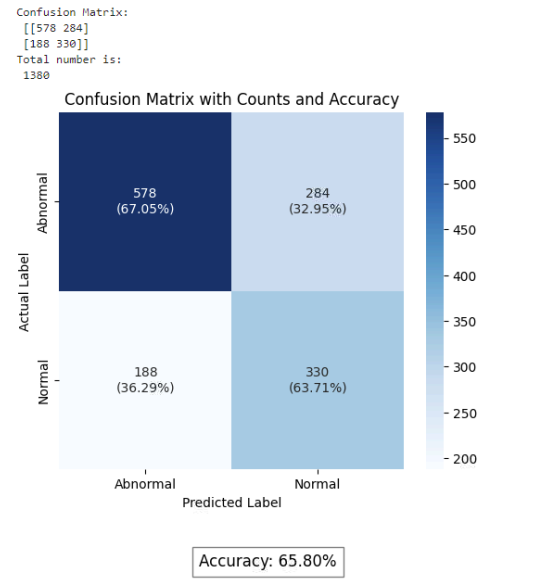 Confusion Matrix:
[[578 284]
[188 330]]
Total number is:
1380
Confusion Matrix with Counts and Accuracy
Actual Label
Abnormal
Normal
578
(67.05%)
284
(32.95%)
188
(36.29%)
330
(63.71%)
Abnormal
Normal
Predicted Label
550
500
450
400
350
300
250
200
Accuracy: 65.80%